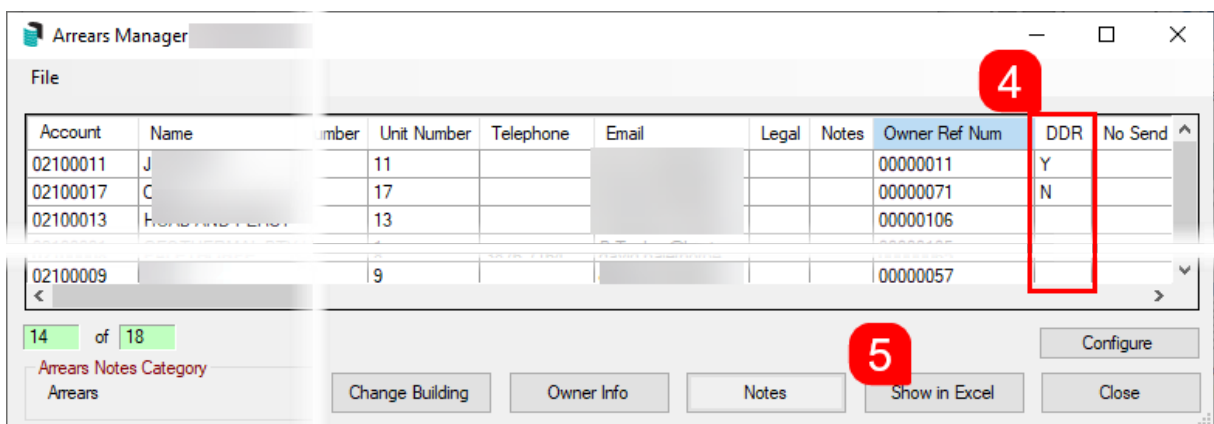 Arrears Manager
File
4
Account Name Number Unit Number Telephone Email Legal Notes Owner Ref Num DDR No Send
02100011 J 11 00000011 Y
02100017 17 00000071 N
02100013 13 00000106
02100009 9 00000057
14 of 18
Configure
5
Arrears Notes Category
Arrears
Change Building Owner Info Notes Show in Excel Close